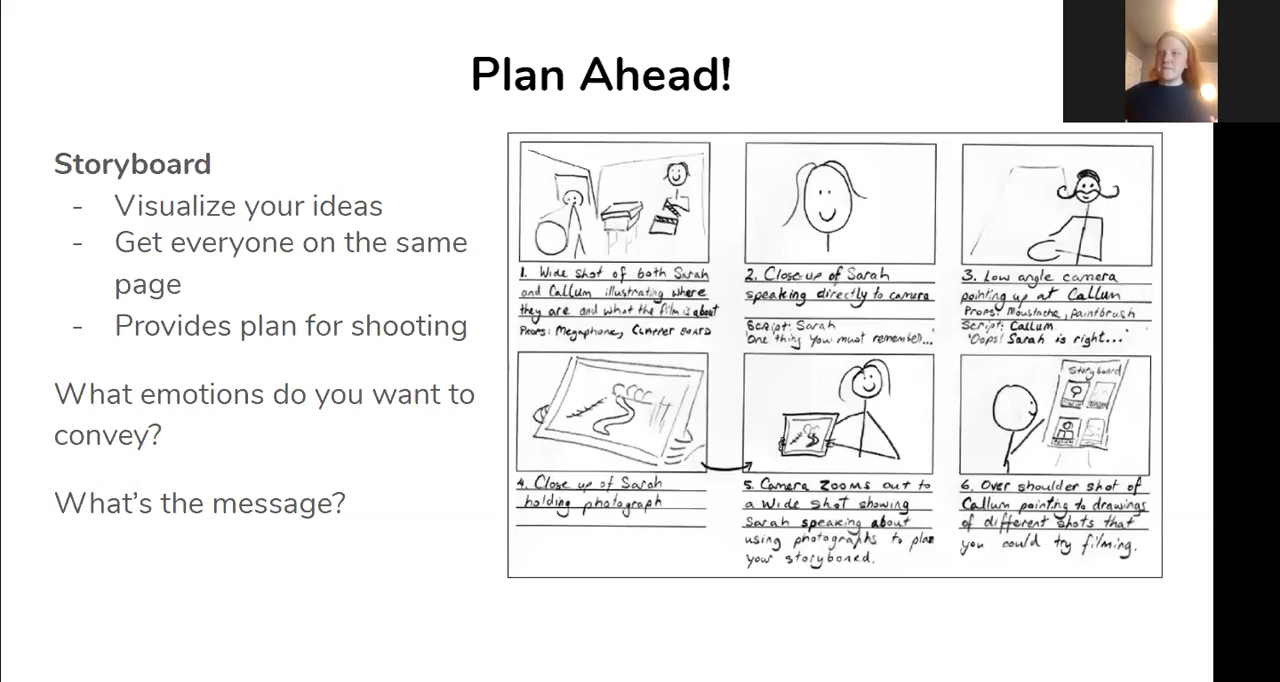 Plan Ahead!
Storyboard
- Visualize your ideas
- Get everyone on the same
page
- Provides plan for shooting
What emotions do you want to
convey?
What's the message?
1. Wide shot of both Sarah
and Callum illustrating where
they are and what the film is about
Props: Megaphone, Clapper Board
2. Close up of Sarah
speaking directly to camera
Script: Sarah
'One thing you must remember...'
3. Low angle camera
pointing up at Callum
Props: Moustache, paintbrush
Script: Callum
'Oops! Sarah is right...'
4. Close up of Sarah
holding photograph
5. Camera zooms out to
a wide shot showing
Sarah speaking about
using photographs to plan
your storyboard.
Storyboard
6. Over shoulder shot of
Callum pointing to drawings
of different shots that
you could try filming.